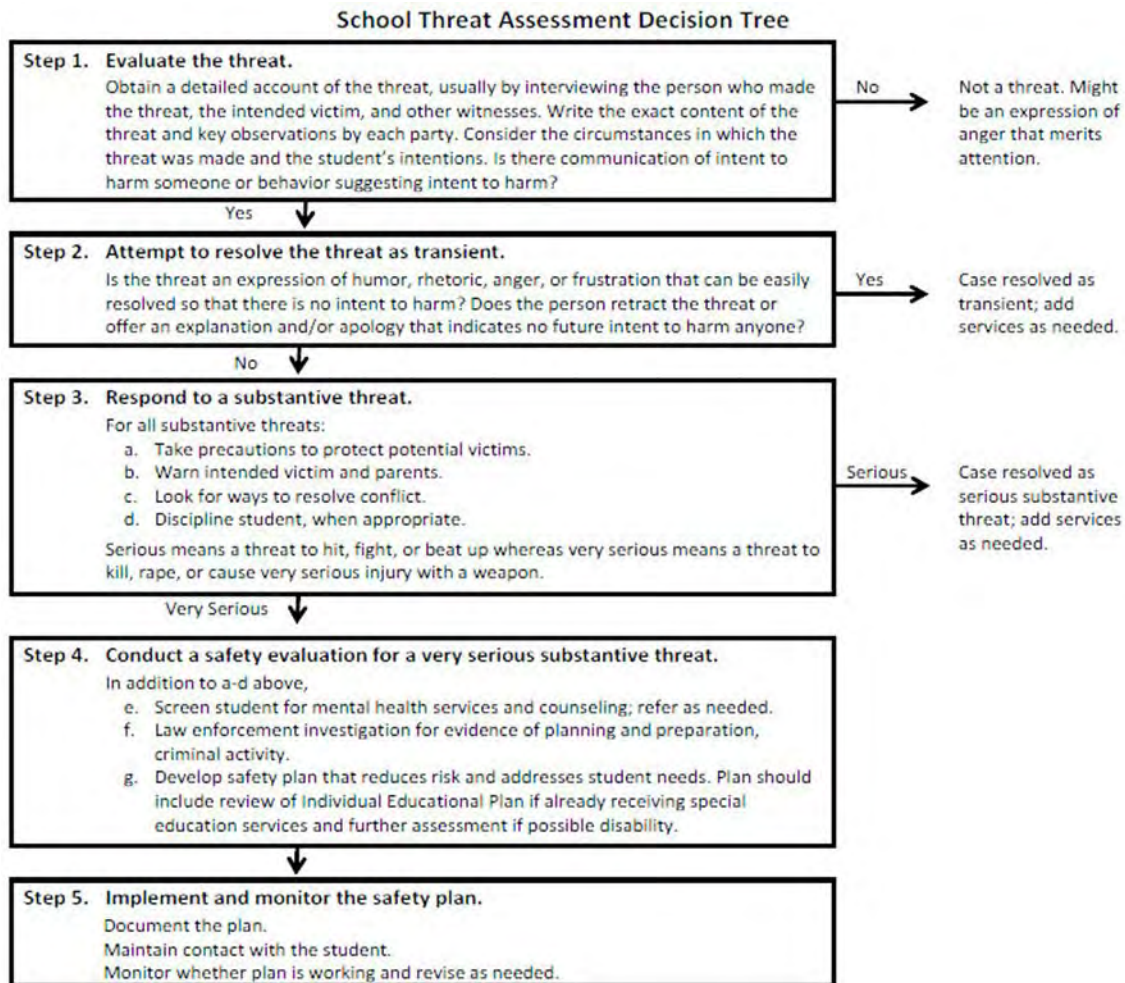 School Threat Assessment Decision Tree
Step 1. Evaluate the threat.
Obtain a detailed account of the threat, usually by interviewing the person who made
the threat, the intended victim, and other witnesses. Write the exact content of the
threat and key observations by each party. Consider the circumstances in which the
threat was made and the student's intentions. Is there communication of intent to
harm someone or behavior suggesting intent to harm?
No
Not a threat. Might
be an expression of
anger that merits
attention.
Yes
Step 2. Attempt to resolve the threat as transient.
Is the threat an expression of humor, rhetoric, anger, or frustration that can be easily
resolved so that there is no intent to harm? Does the person retract the threat or
offer an explanation and/or apology that indicates no future intent to harm anyone?
Yes
Case resolved as
transient; add
services as needed.
No
Step 3. Respond to a substantive threat.
For all substantive threats:
a. Take precautions to protect potential victims.
b. Warn intended victim and parents.
c. Look for ways to resolve conflict.
d. Discipline student, when appropriate.
Serious means a threat to hit, fight, or beat up whereas very serious means a threat to
kill, rape, or cause very serious injury with a weapon.
Serious
Case resolved as
serious substantive
threat; add services
as needed.
Very Serious
Step 4. Conduct a safety evaluation for a very serious substantive threat.
In addition to a-d above,
e. Screen student for mental health services and counseling; refer as needed.
f. Law enforcement investigation for evidence of planning and preparation,
criminal activity.
g. Develop safety plan that reduces risk and addresses student needs. Plan should
include review of Individual Educational Plan if already receiving special
education services and further assessment if possible disability.
Step 5. Implement and monitor the safety plan.
Document the plan.
Maintain contact with the student.
Monitor whether plan is working and revise as needed.